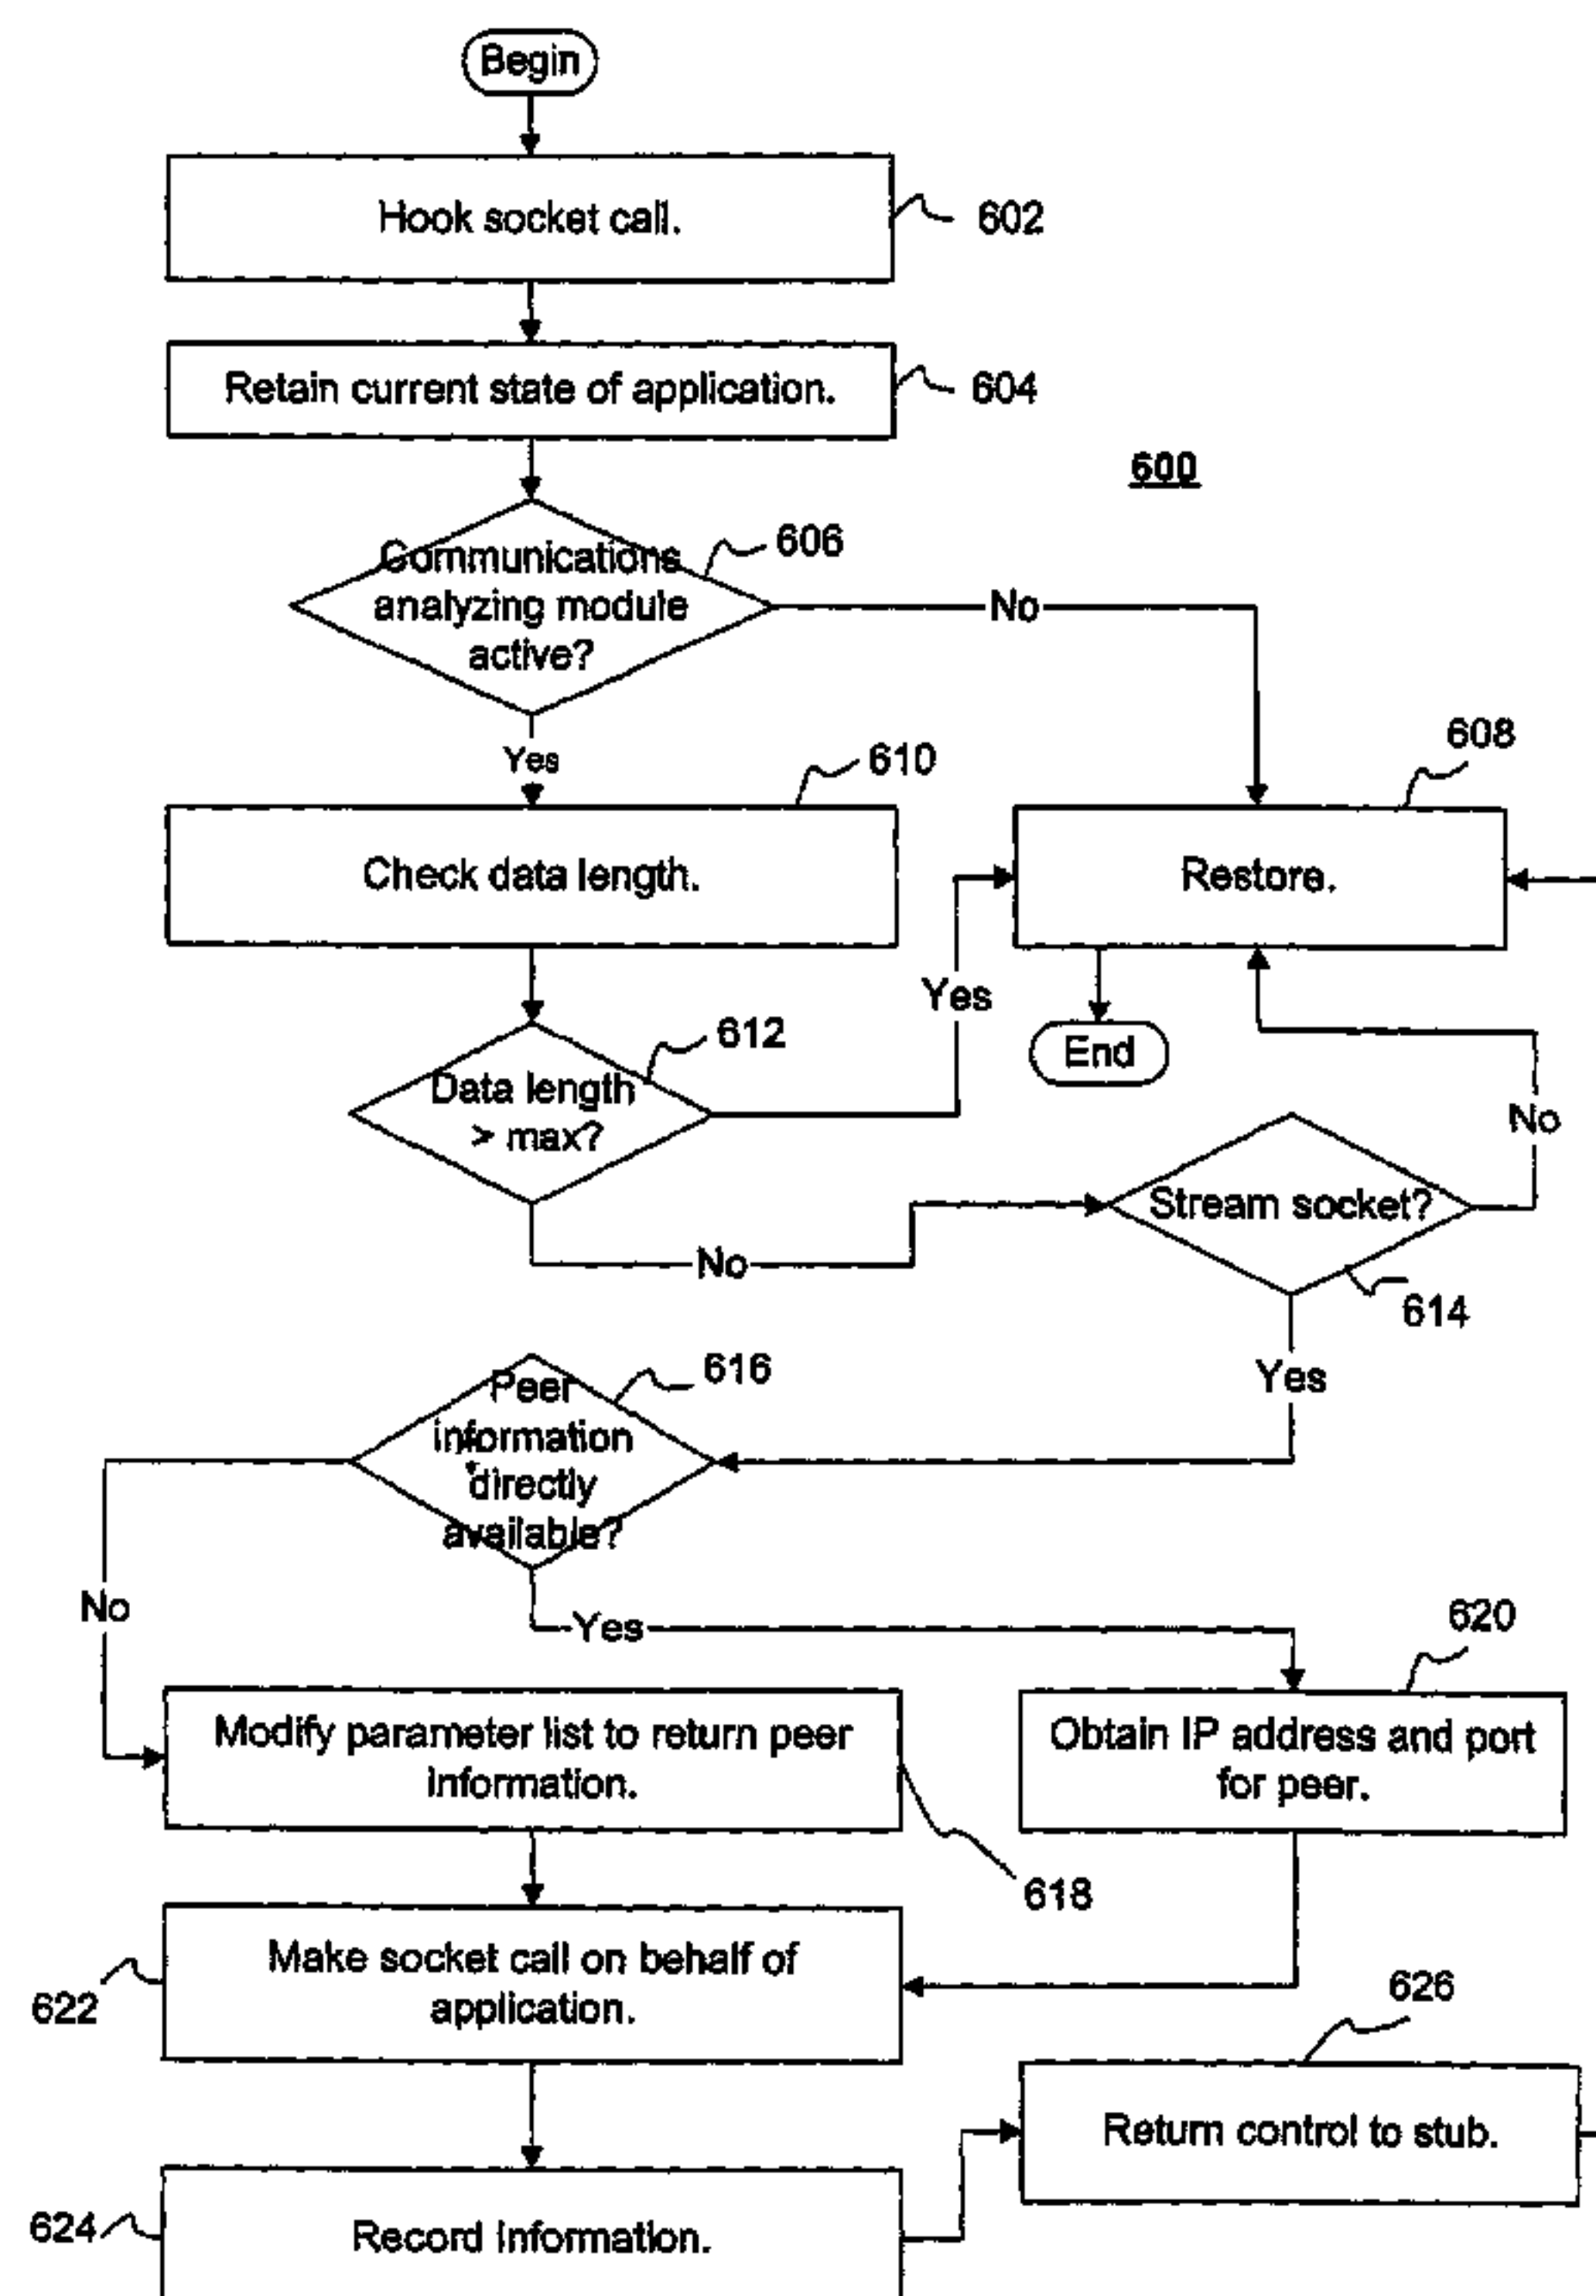 Begin
Hook socket call.
602
Retain current state of application.
604
600
Communications
analyzing module
active?
606
No
Yes
608
610
Check data length.
Restore.
Yes
612
Data length
> max?
End
No
Stream socket?
No
614
616
Peer
information
directly
available?
Yes
No
Yes
620
Modify parameter list to return peer
information.
Obtain IP address and port
for peer.
618
Make socket call on behalf of
application.
622
626
Return control to stub.
624
Record information.